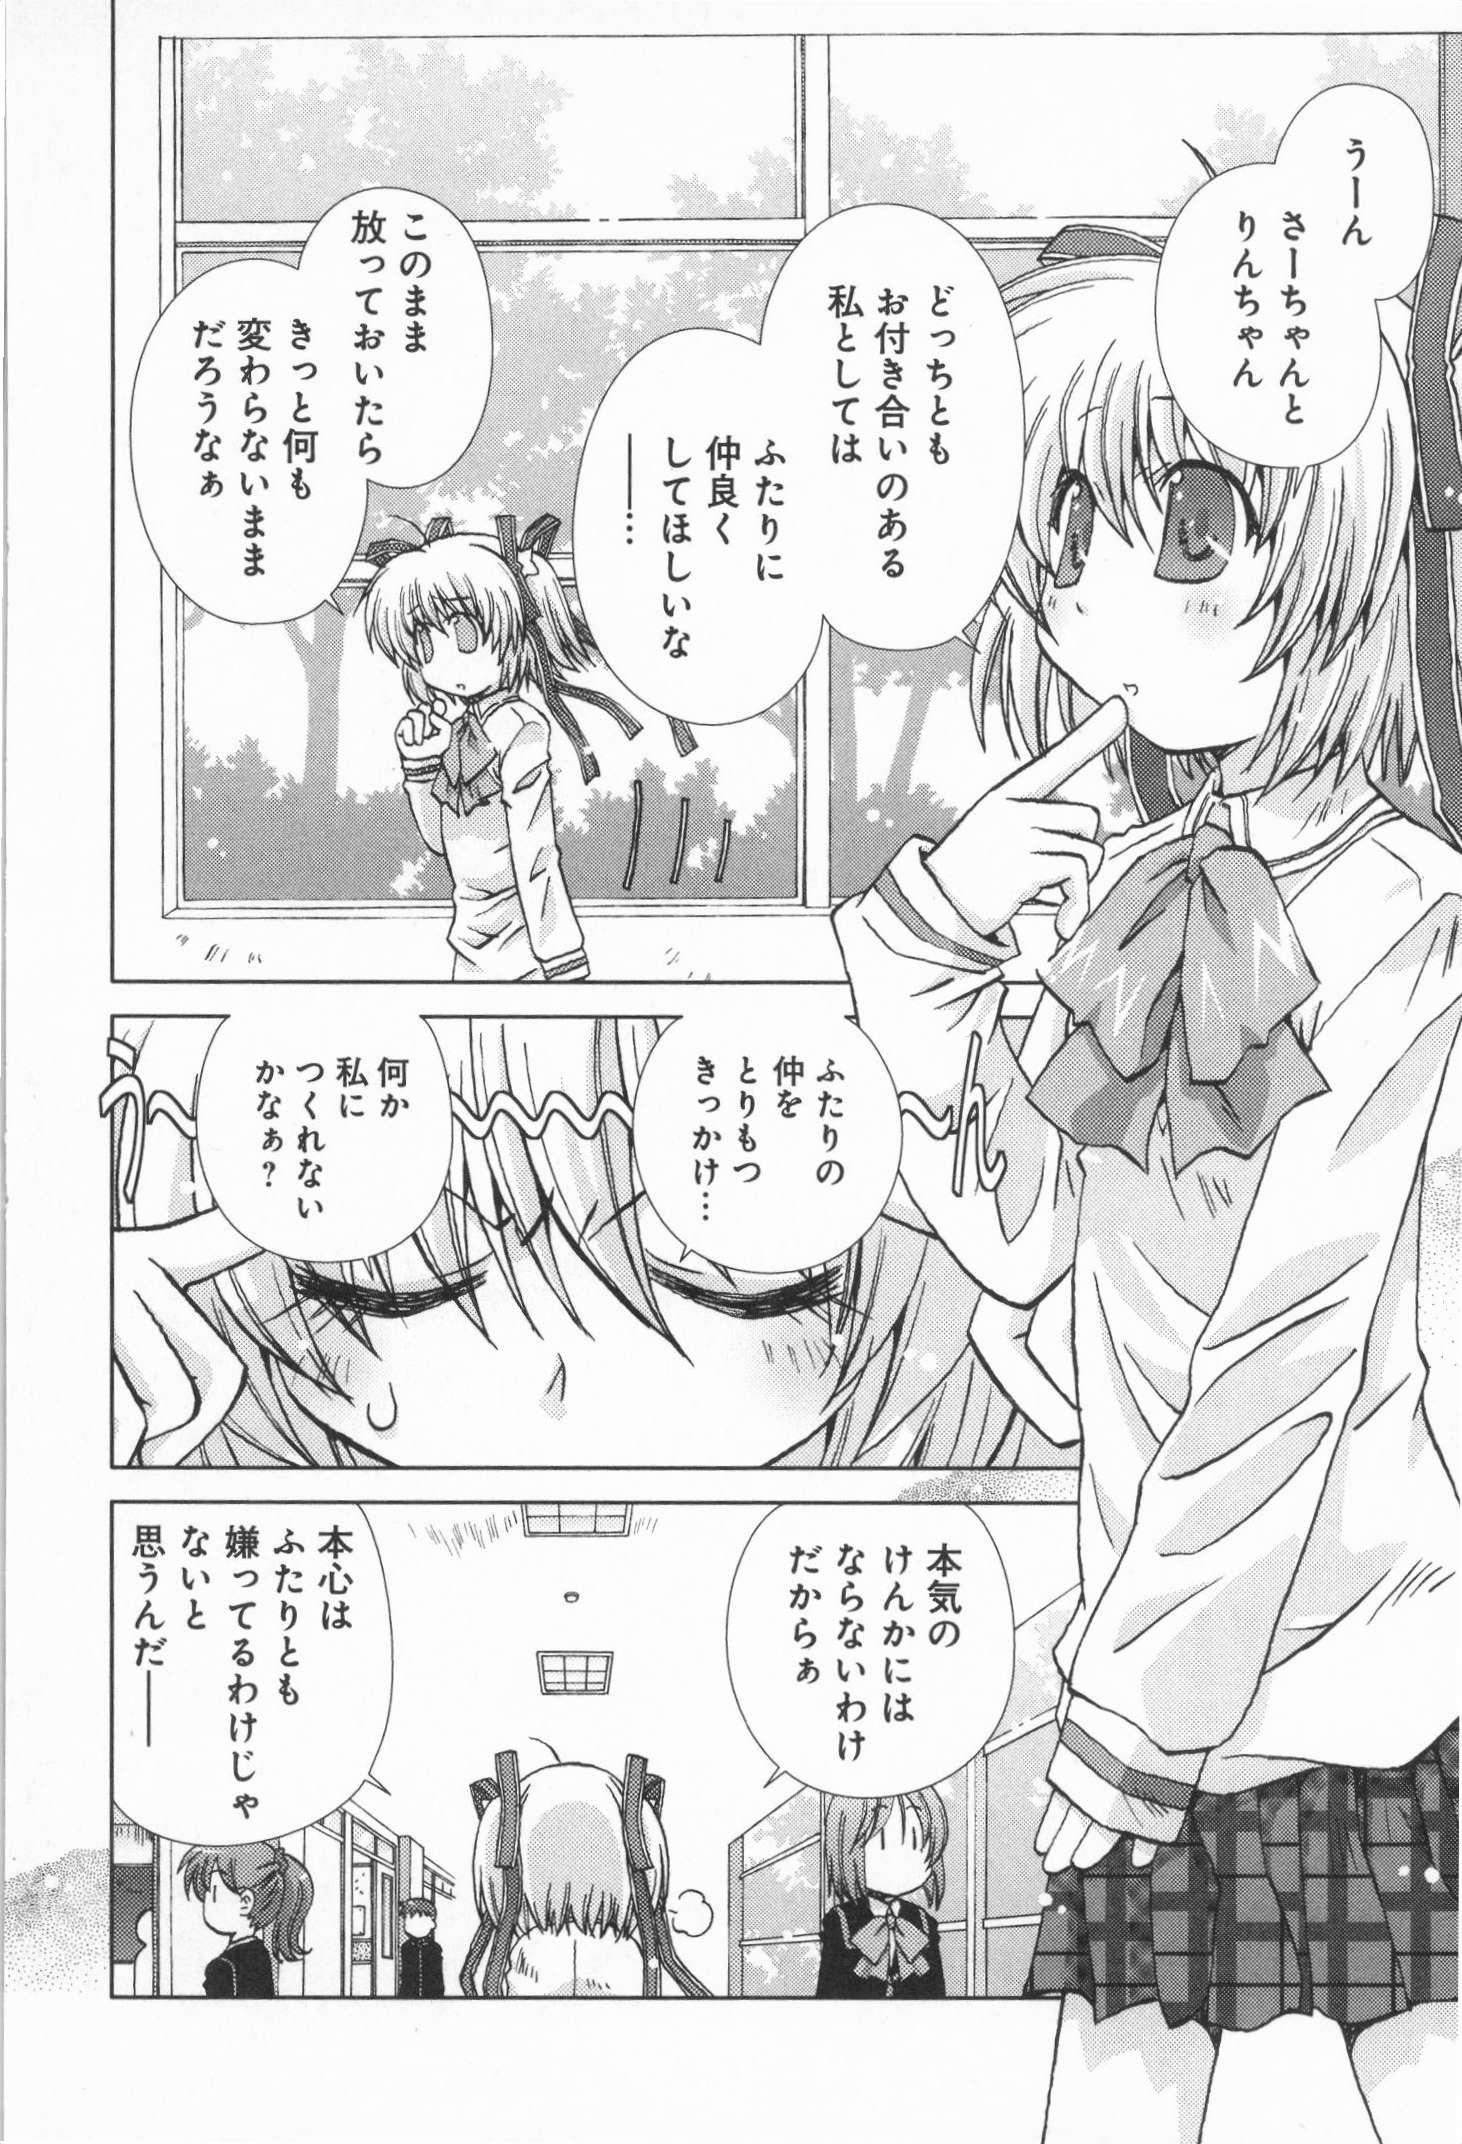 うーん
さーちゃんと
りんちゃん
どっちとも
お付き合いのある
私としては
ふたりに
仲良く
してほしいな
――…
このまま
放っておいたら
きっと何も
変わらないまま
だろうなぁ
ふたりの
仲を
とりもつ
きっかけ…
何か
私に
つくれない
かなぁ?
本気の
けんかには
ならないわけ
だからぁ
本心は
ふたりとも
嫌ってるわけじゃ
ないと
思うんだ――